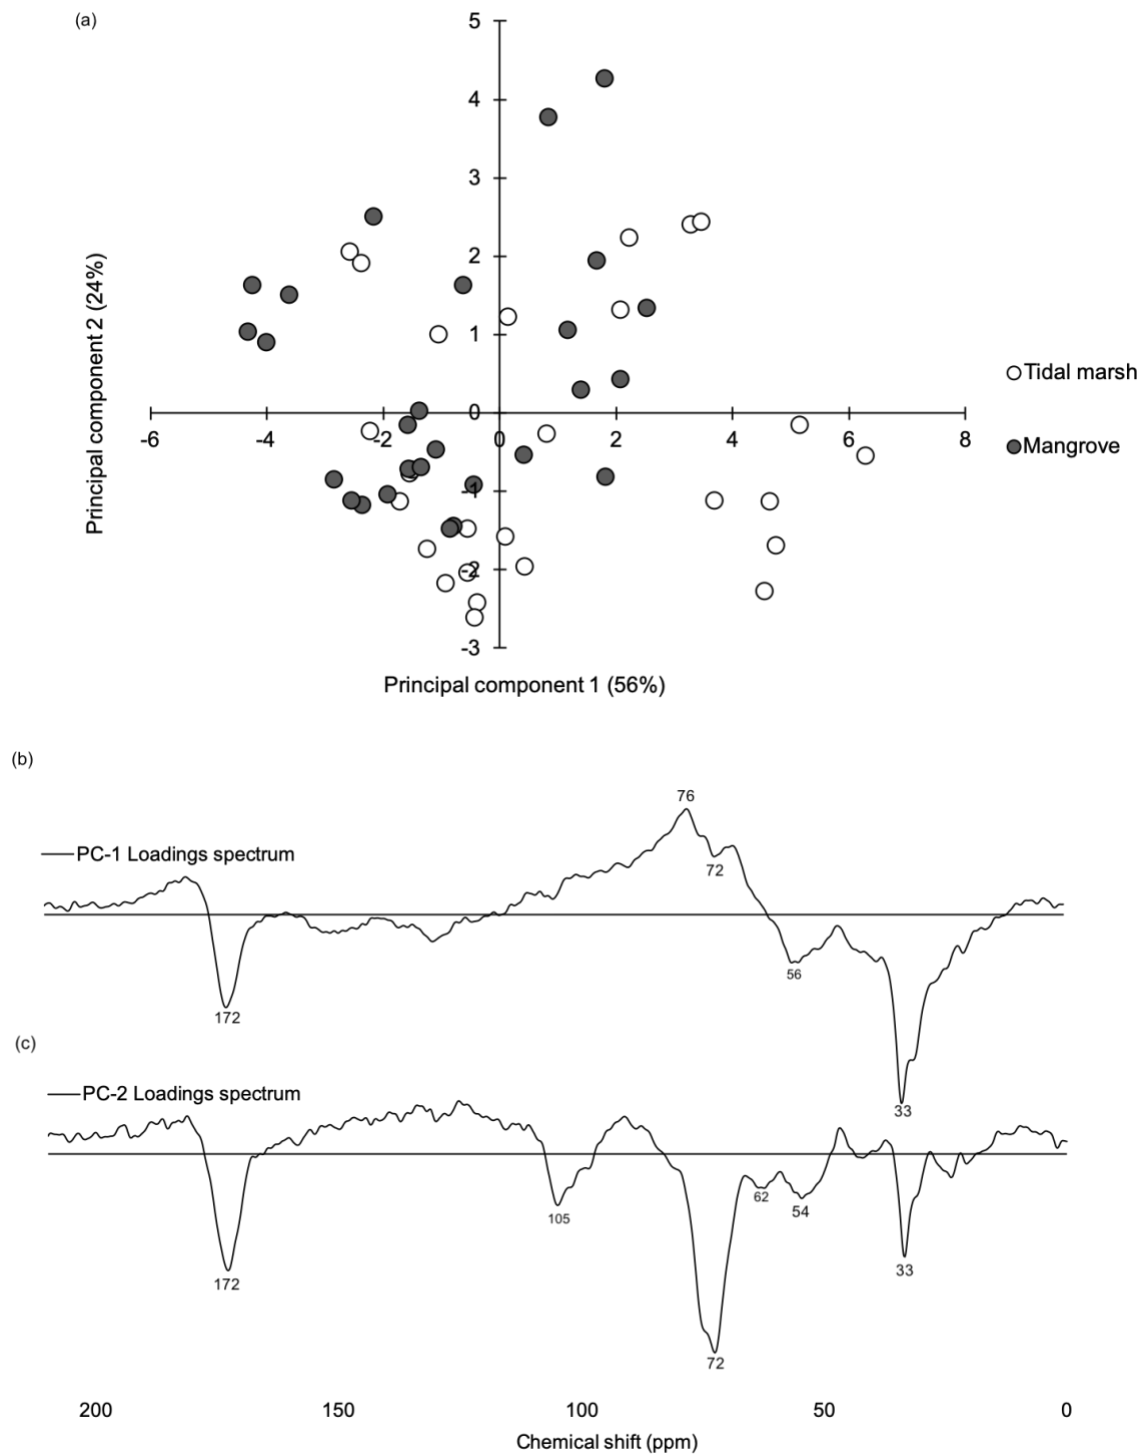 (a)
5
4
3
2
1
0
-1
-2
-3
-6 -4 -2 0 2 4 6 8
Principal component 2 (24%)
Principal component 1 (56%)
Tidal marsh
Mangrove
(b)
PC-1 Loadings spectrum
76
72
56
172
33
(c)
PC-2 Loadings spectrum
105
62
54
172
33
72
200 150 100 50 0
Chemical shift (ppm)